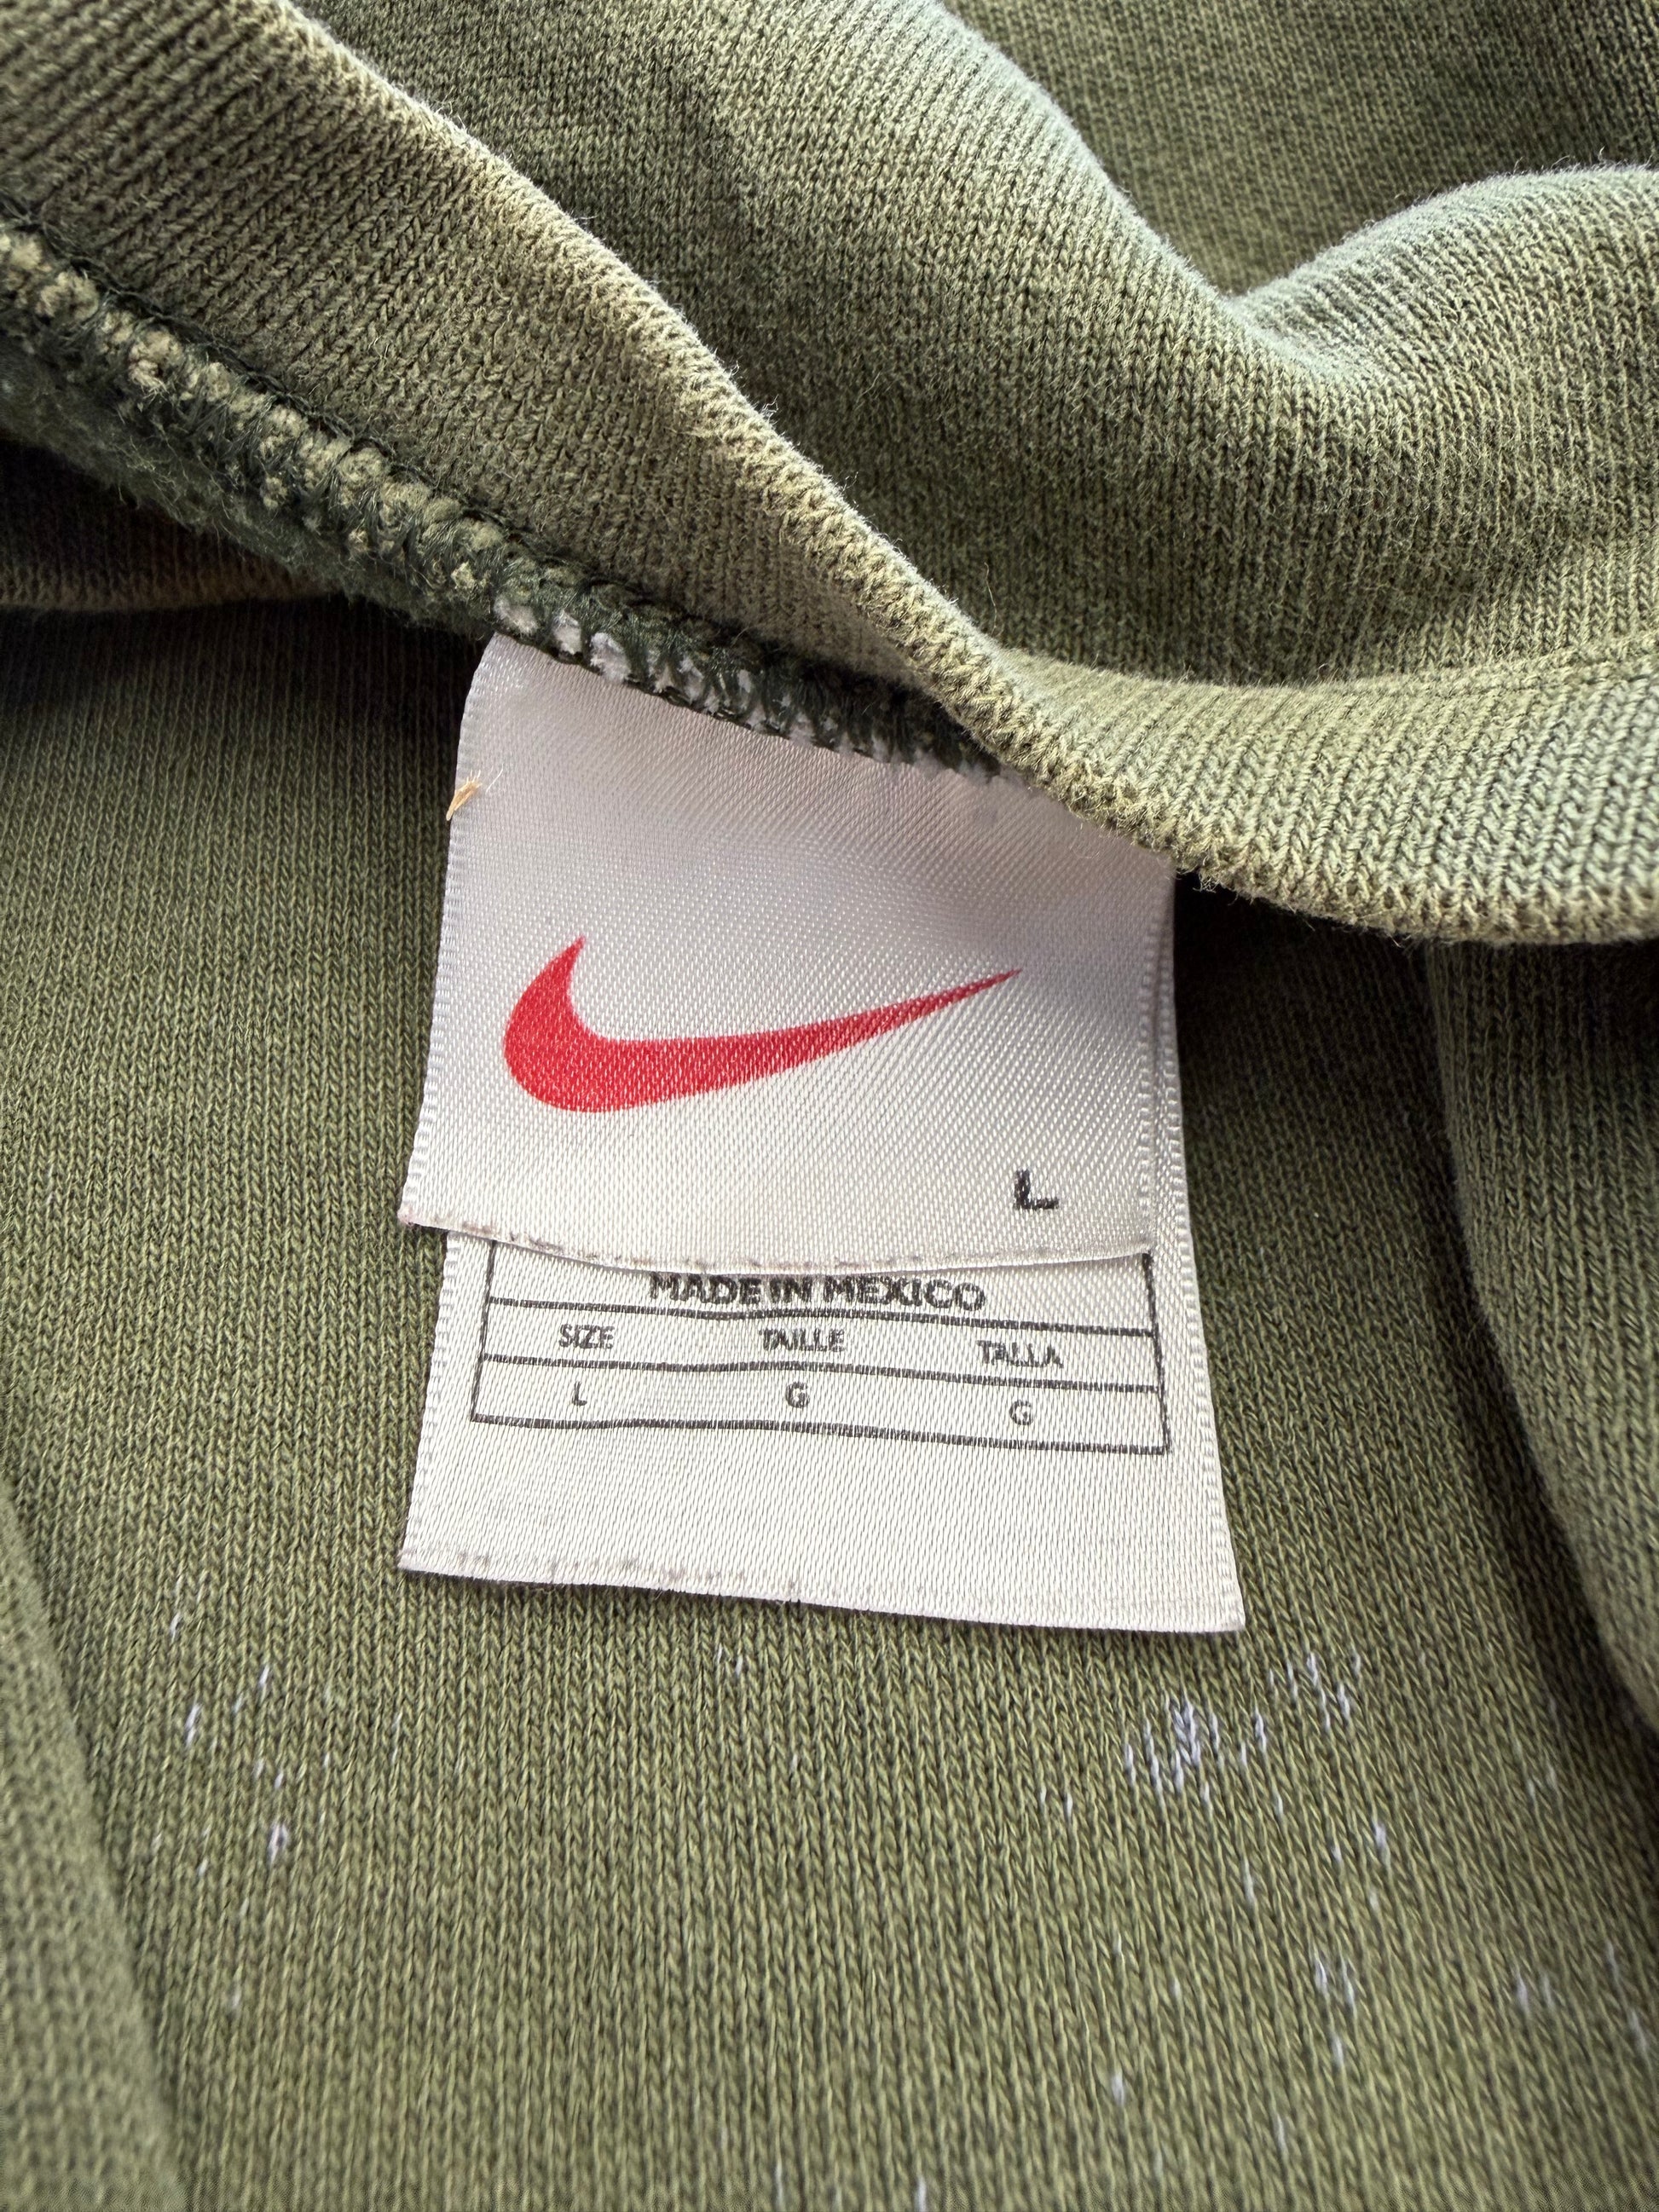 L
MADE IN MEXICO
SIZE TAILLE TALLA
L G G